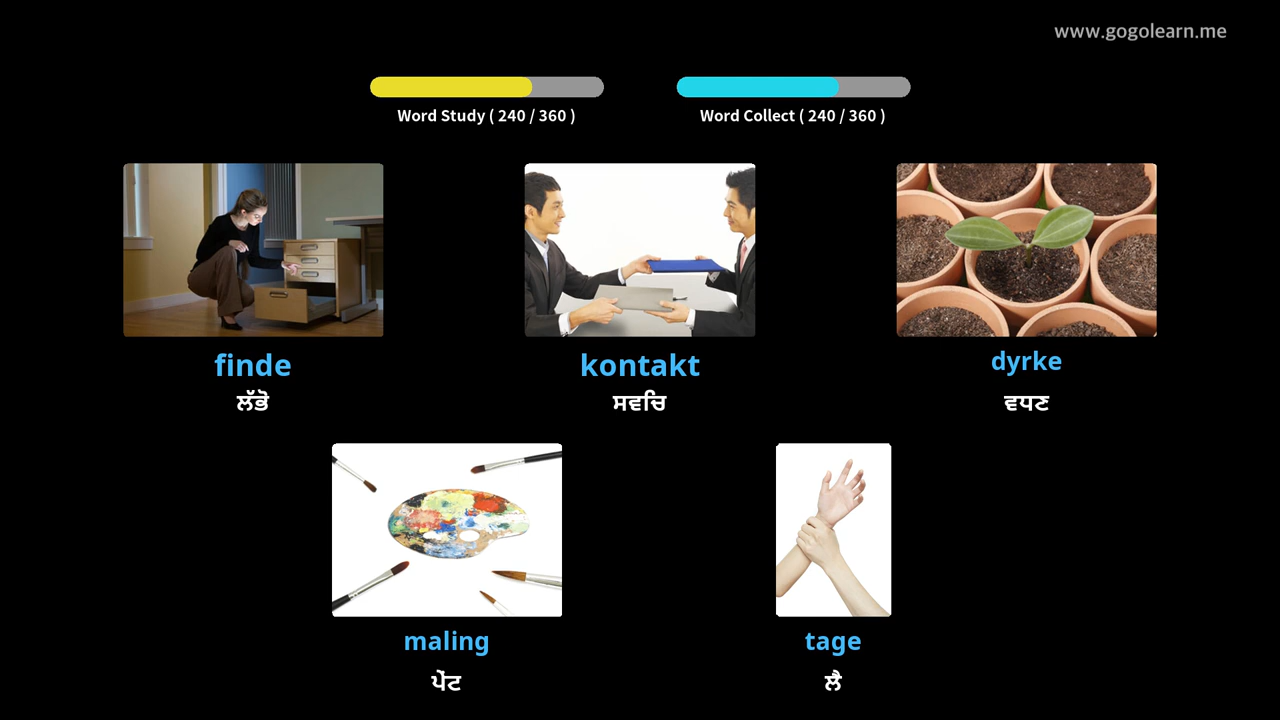 www.gogolearn.me
Word Study ( 240 / 360 )
Word Collect ( 240 / 360 )
finde
kontakt
dyrke
ਲੱਭੋ
ਸਵਚਿ
ਵਧਣ
maling
tage
ਪੇਂਟ
ਲੈ